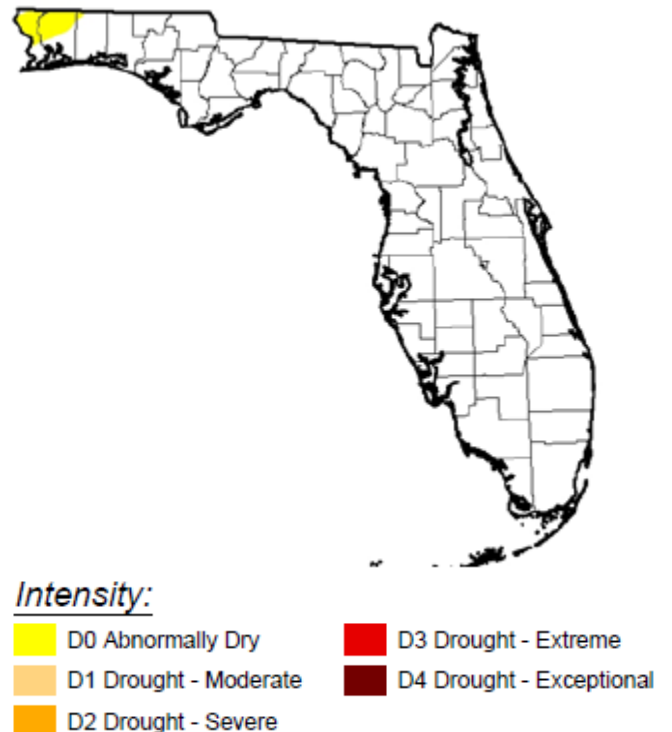 Intensity:
D0 Abnormally Dry
D1 Drought - Moderate
D2 Drought - Severe
D3 Drought - Extreme
D4 Drought - Exceptional